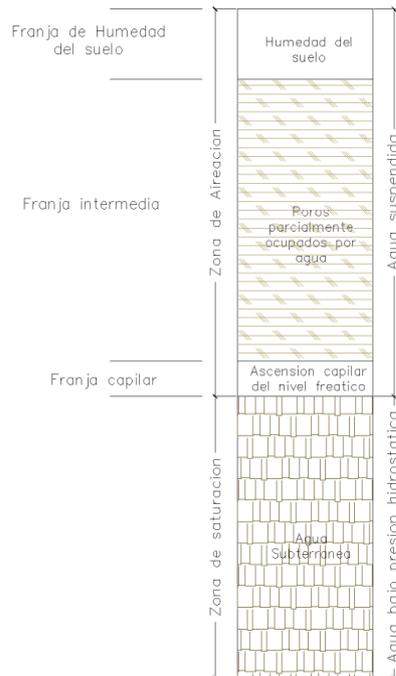 Franja de Humedad
del suelo
Humedad del
suelo
Franja intermedia
Zona de Aireacion
Poros
parcialmente
ocupados por
agua
Agua suspendida
Franja capilar
Ascension capilar
del nivel freatico
Zona de saturacion
Agua
Subterranea
Agua bajo presion hidrostatica